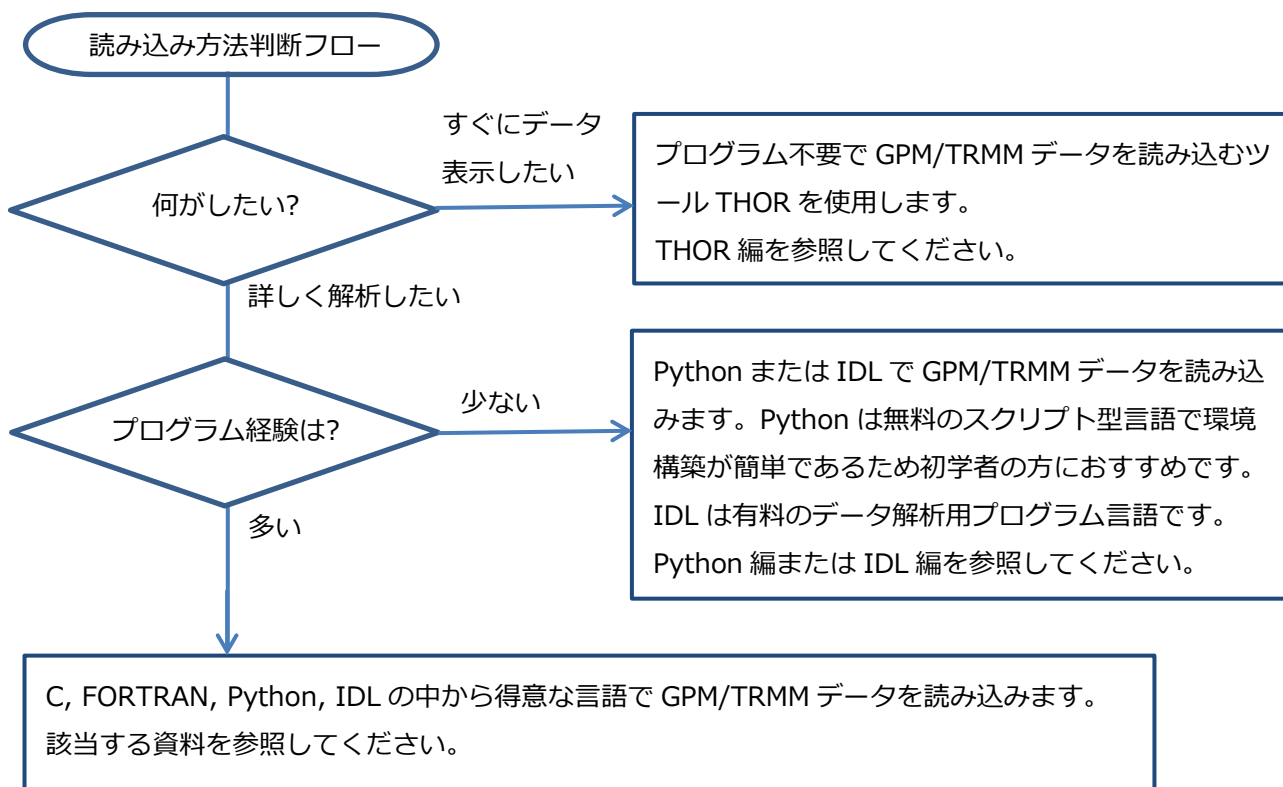 読み込み方法判断フロー
すぐにデータ
表示したい
何がしたい?
プログラム不要で GPM/TRMM データを読み込むツ
ール THOR を使用します。
THOR 編を参照してください。
詳しく解析したい
プログラム経験は?
少ない
Python または IDL で GPM/TRMM データを読み込
みます。Python は無料のスクリプト型言語で環境
構築が簡単であるため初学者の方におすすめです。
IDL は有料のデータ解析用プログラム言語です。
Python 編または IDL 編を参照してください。
多い
C, FORTRAN, Python, IDL の中から得意な言語で GPM/TRMM データを読み込みます。
該当する資料を参照してください。